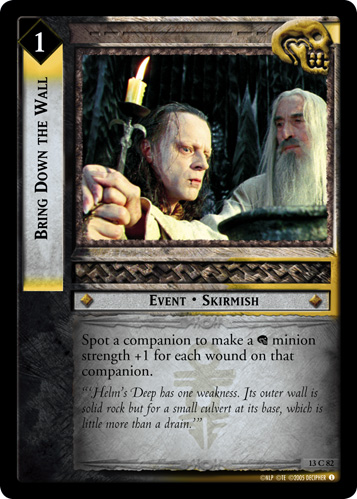 1
BRING DOWN THE WALL
EVENT • SKIRMISH
Spot a companion to make a minion
strength +1 for each wound on that
companion.
“‘Helm’s Deep has one weakness. Its outer wall is
solid rock but for a small culvert at its base, which is
little more than a drain.’”
13 C 82
©NLP ™TE ©2005 DECIPHER 1